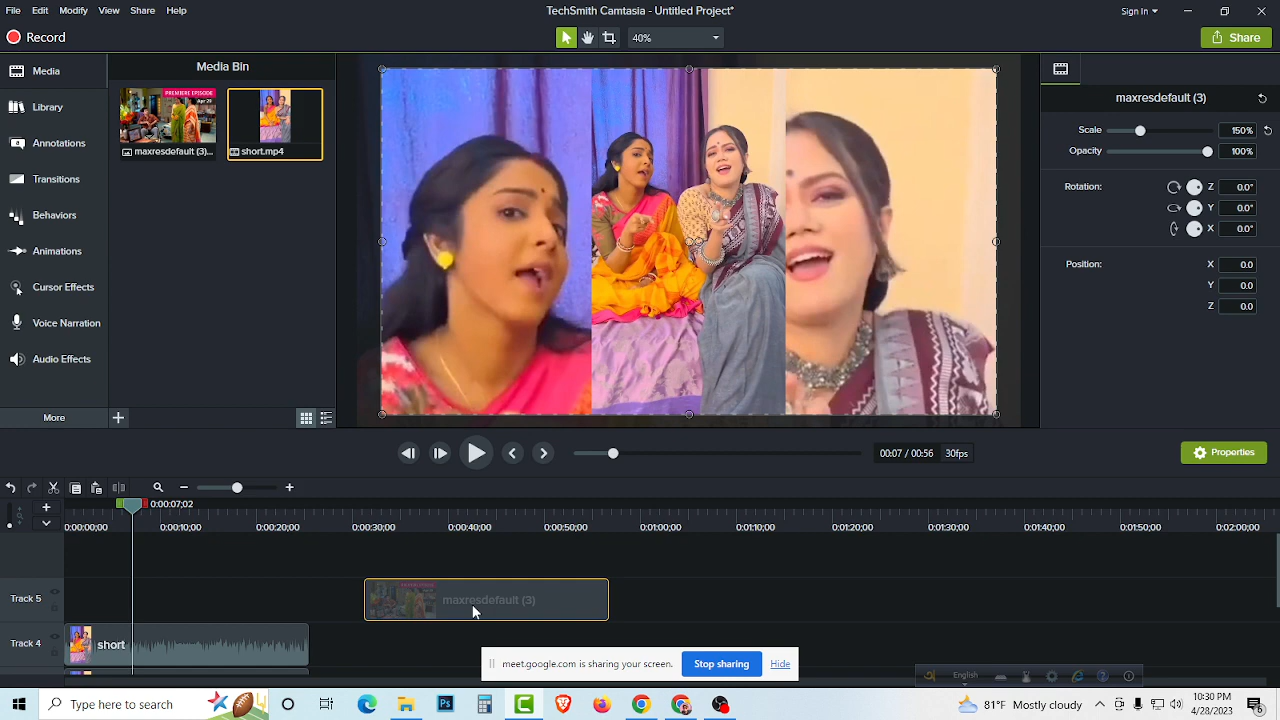 File Edit Modify View Share Help
TechSmith Camtasia - Untitled Project*
Sign In
Record
40%
Share
Media
Library
Annotations
Transitions
Behaviors
Animations
Cursor Effects
Voice Narration
Audio Effects
More
Media Bin
PREMIERE EPISODE
Apr 29
maxresdefault (3)...
short.mp4
maxresdefault (3)
Scale 150%
Opacity 100%
Rotation: Z 0.0°
Y 0.0°
X 0.0°
Position: X 0.0
Y 0.0
Z 0.0
00:07 / 00:56 30fps
Properties
0:00:07;02
0:00:00;00 0:00:10;00 0:00:20;00 0:00:30;00 0:00:40;00 0:00:50;00 0:01:00;00 0:01:10;00 0:01:20;00 0:01:30;00 0:01:40;00 0:01:50;00 0:02:00;00
Track 5
maxresdefault (3)
Track 4
short
meet.google.com is sharing your screen.
Stop sharing
Hide
English
Type here to search
81°F Mostly cloudy
10:30 PM
4/28/2023
6